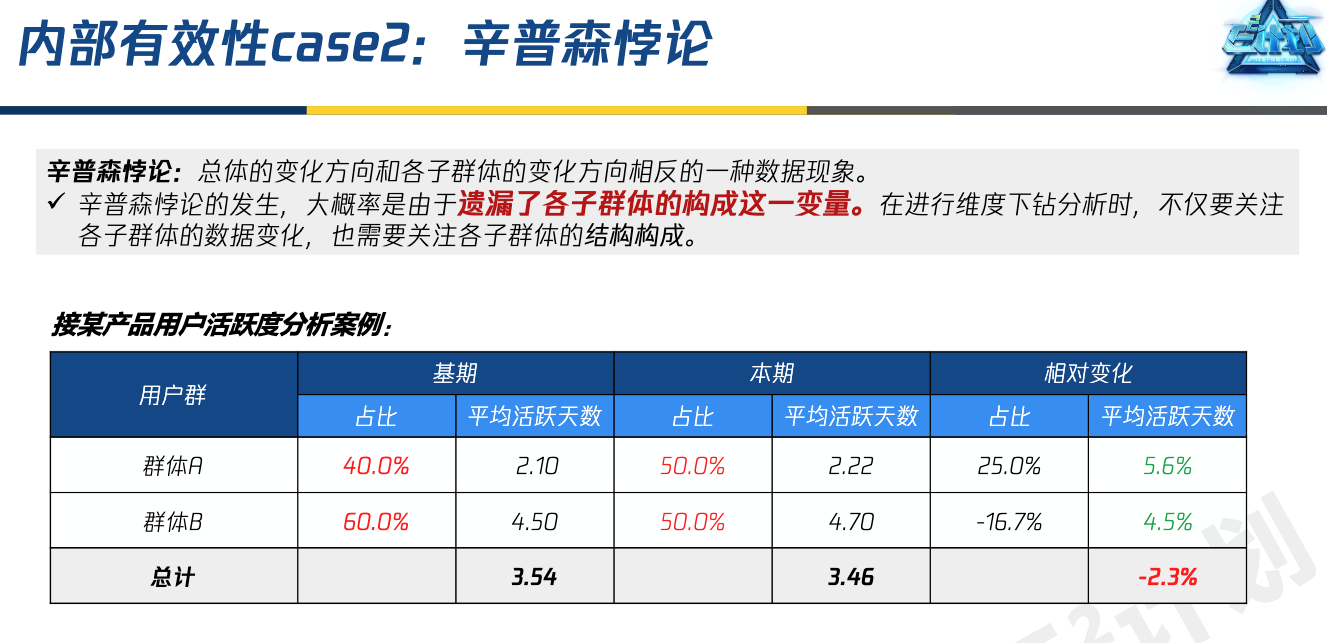 内部有效性case2：辛普森悖论
辛普森悖论：总体的变化方向和各子群体的变化方向相反的一种数据现象。
✓ 辛普森悖论的发生，大概率是由于遗漏了各子群体的构成这一变量。在进行维度下钻分析时，不仅要关注
各子群体的数据变化，也需要关注各子群体的结构构成。
接某产品用户活跃度分析案例：
用户群 基期 本期 相对变化
占比 平均活跃天数 占比 平均活跃天数 占比 平均活跃天数
群体A 40.0% 2.10 50.0% 2.22 25.0% 5.6%
群体B 60.0% 4.50 50.0% 4.70 -16.7% 4.5%
总计 3.54 3.46 -2.3%
²计划